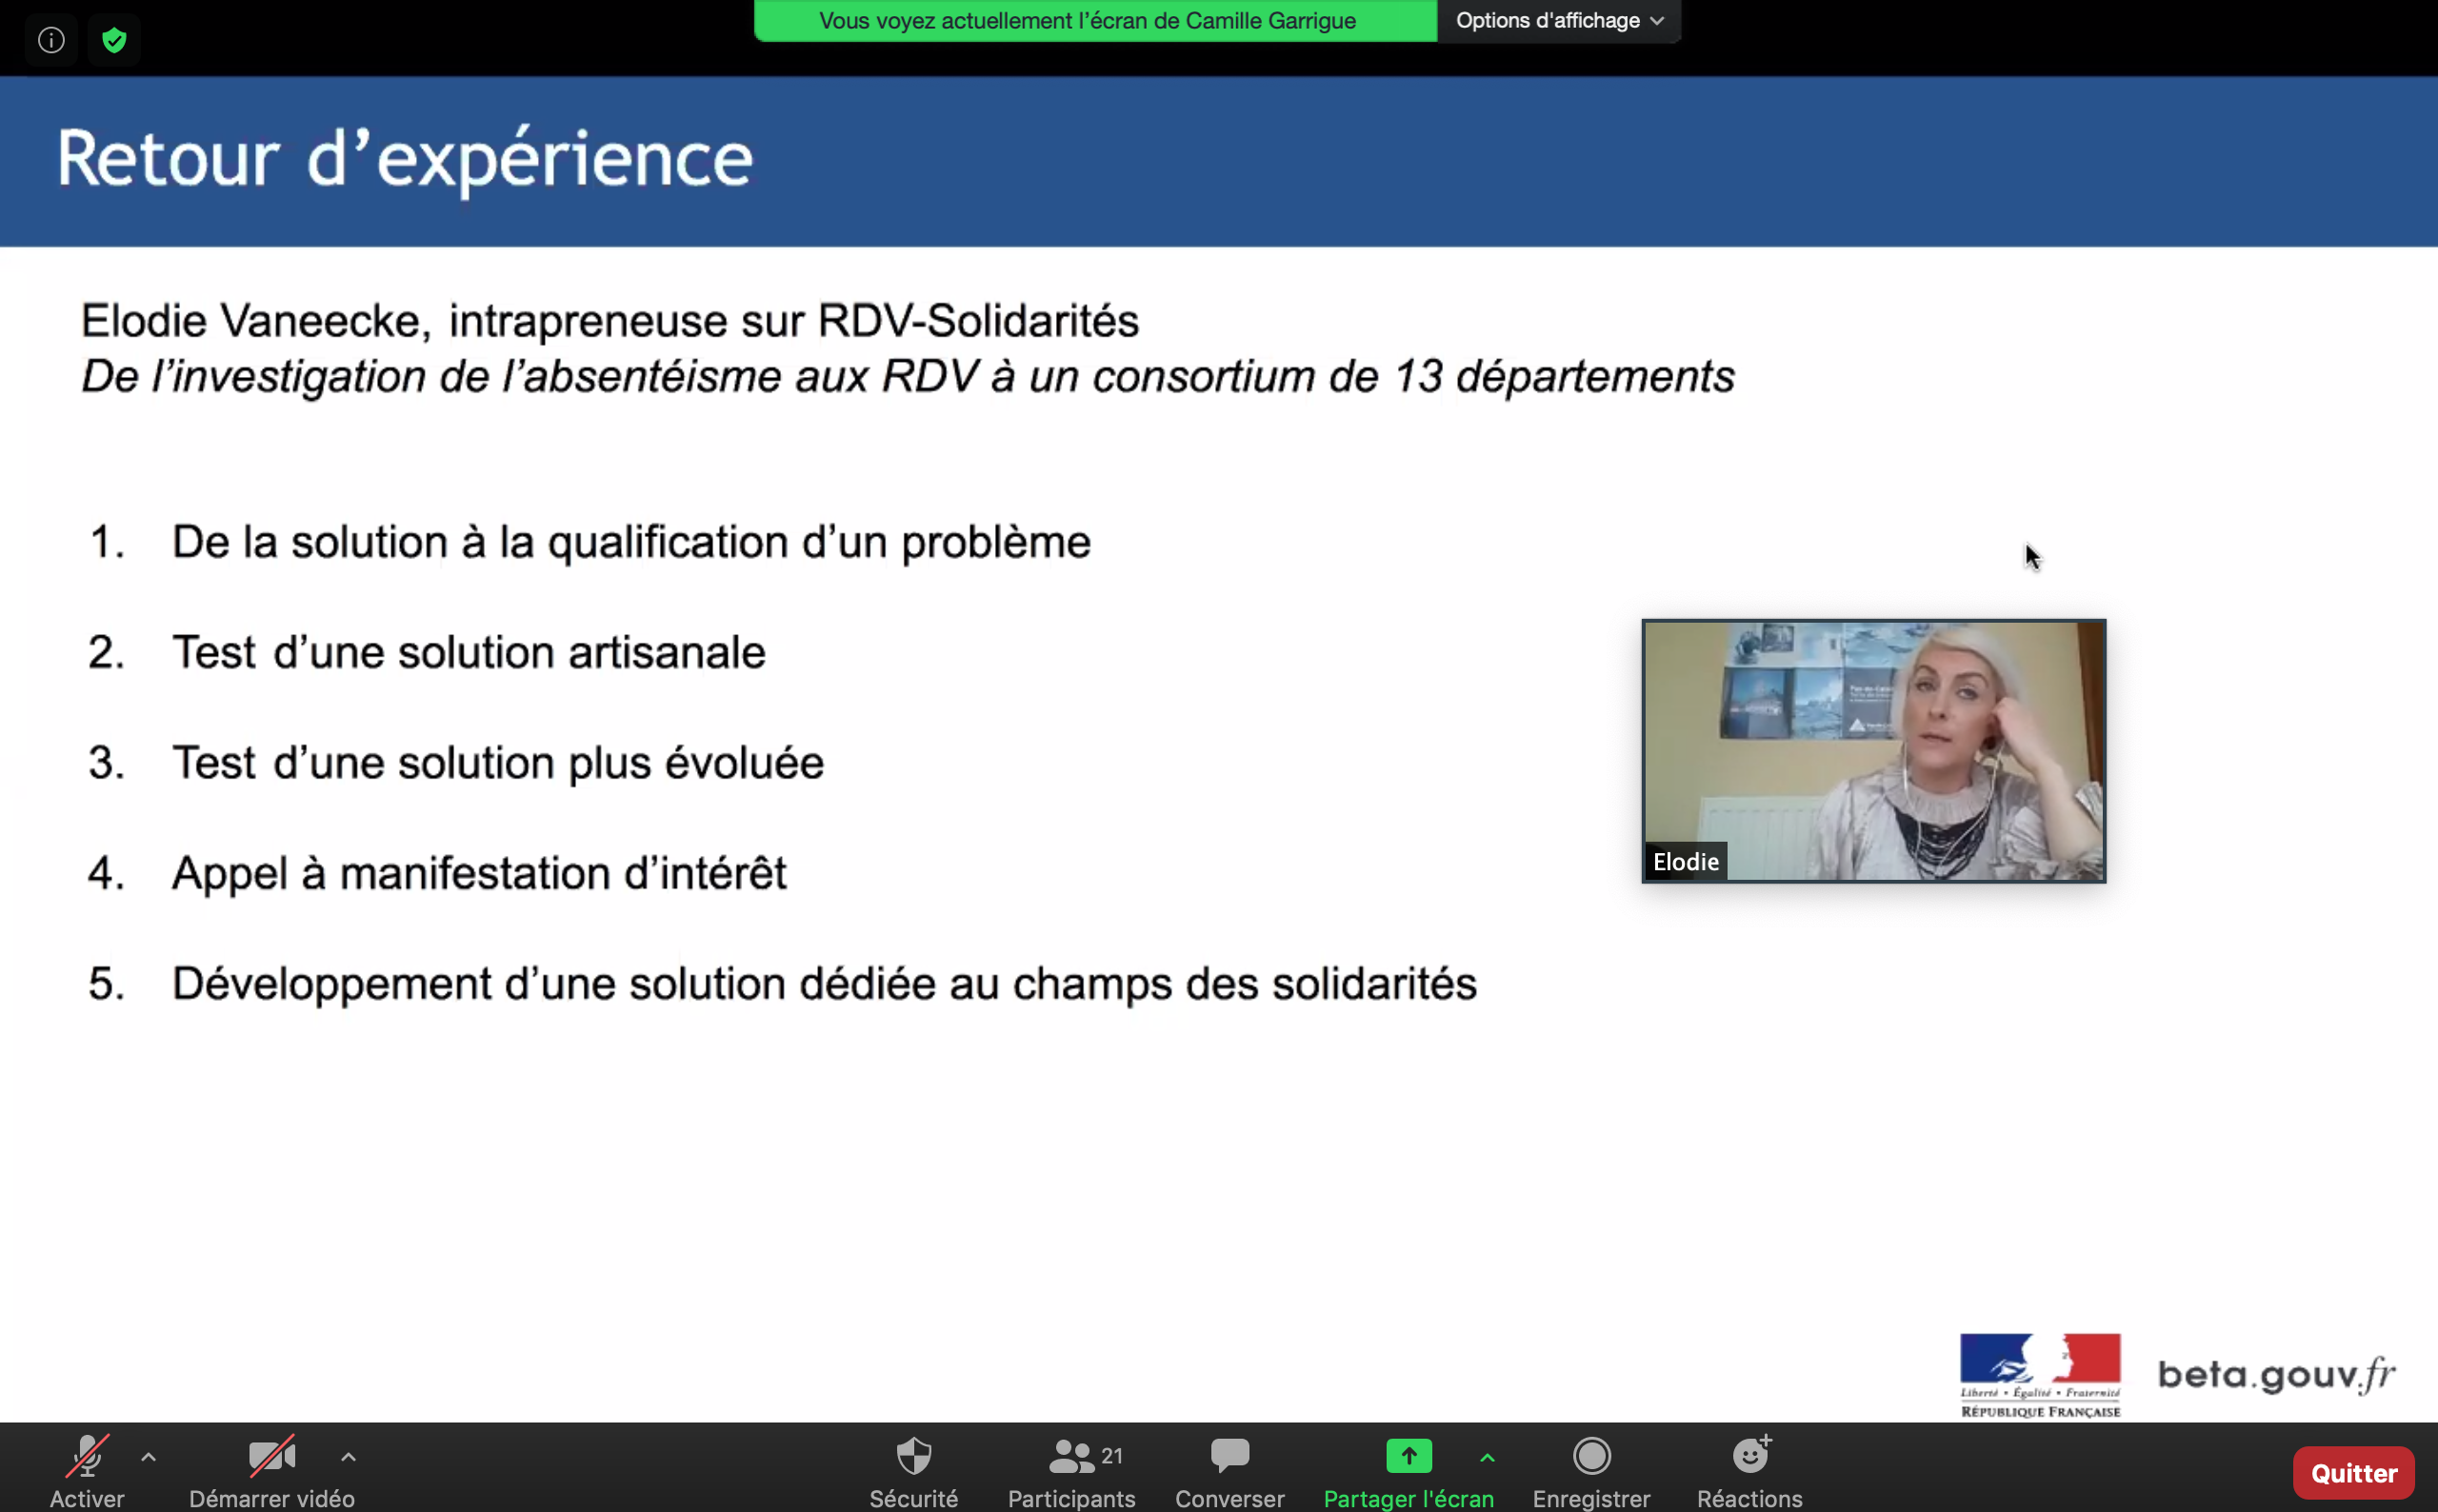 Vous voyez actuellement l'écran de Camille Garrigue
Options d'affichage
Retour d'expérience
Elodie Vaneecke, intrapreneuse sur RDV-Solidarités
De l'investigation de l'absentéisme aux RDV à un consortium de 13 départements
1. De la solution à la qualification d'un problème
2. Test d'une solution artisanale
3. Test d'une solution plus évoluée
4. Appel à manifestation d'intérêt
5. Développement d'une solution dédiée au champs des solidarités
Elodie
Liberté • Égalité • Fraternité
RÉPUBLIQUE FRANÇAISE
beta.gouv.fr
Activer
Démarrer vidéo
Sécurité
Participants
21
Converser
Partager l'écran
Enregistrer
Réactions
Quitter